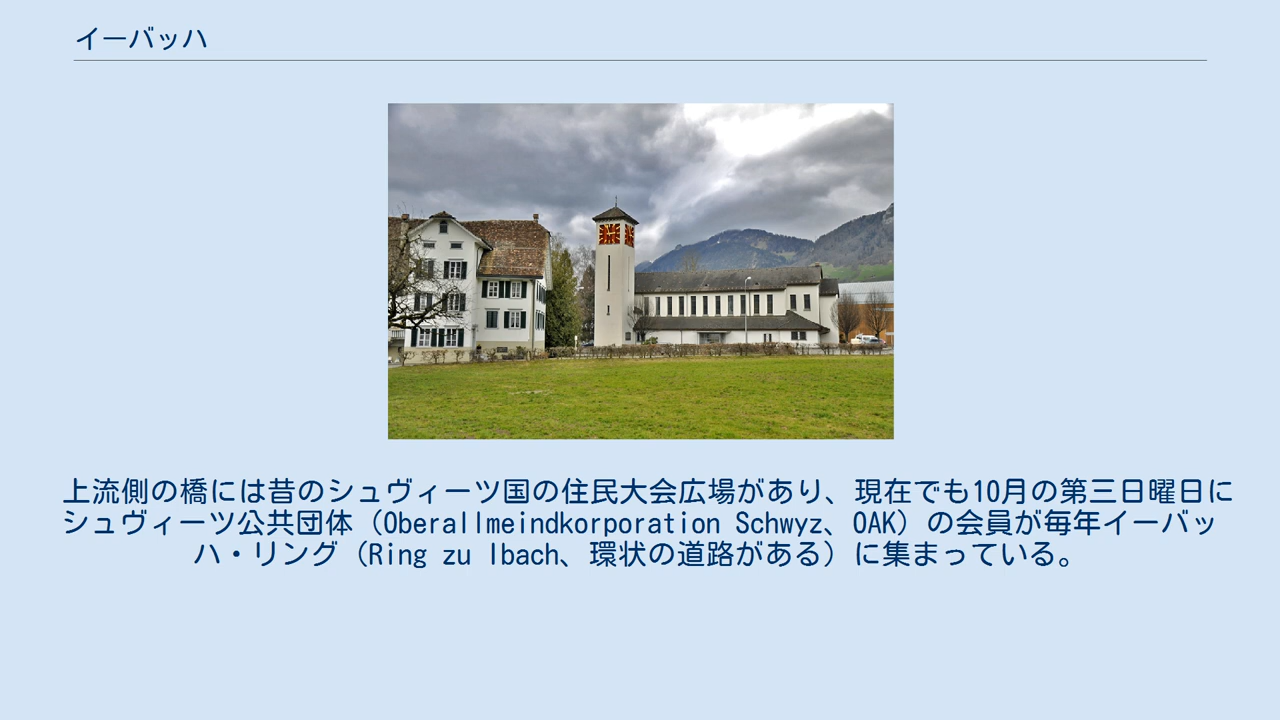 イーバッハ
上流側の橋には昔のシュヴィーツ国の住民大会広場があり、現在でも10月の第三日曜日に
シュヴィーツ公共団体（Oberallmeindkorporation Schwyz、OAK）の会員が毎年イーバッ
ハ・リング（Ring zu Ibach、環状の道路がある）に集まっている。